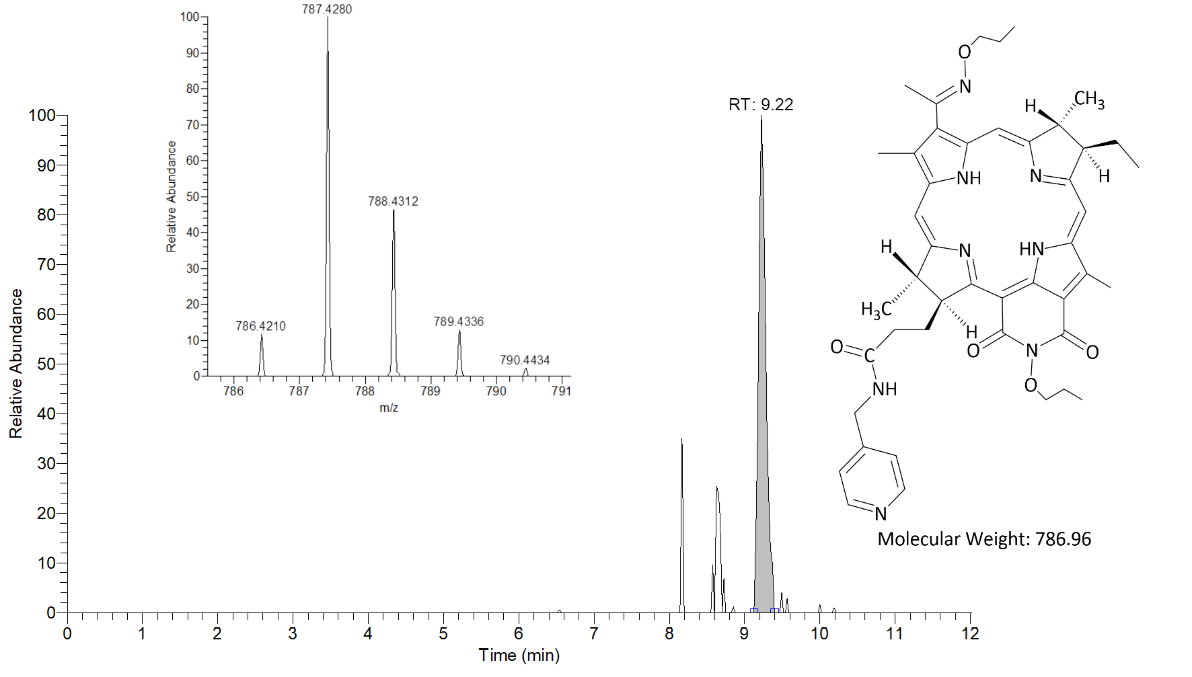 787.4280
788.4312
786.4210
789.4336
790.4434
100
90
80
70
60
50
40
30
20
10
0
Relative Abundance
786 787 788 789 790 791
m/z
RT: 9.22
100
90
80
70
60
50
40
30
20
10
0
Relative Abundance
0 1 2 3 4 5 6 7 8 9 10 11 12
Time (min)
O
N
H CH₃
NH N H
H N HN
H₃C H
O C O N O
NH O
N
Molecular Weight: 786.96